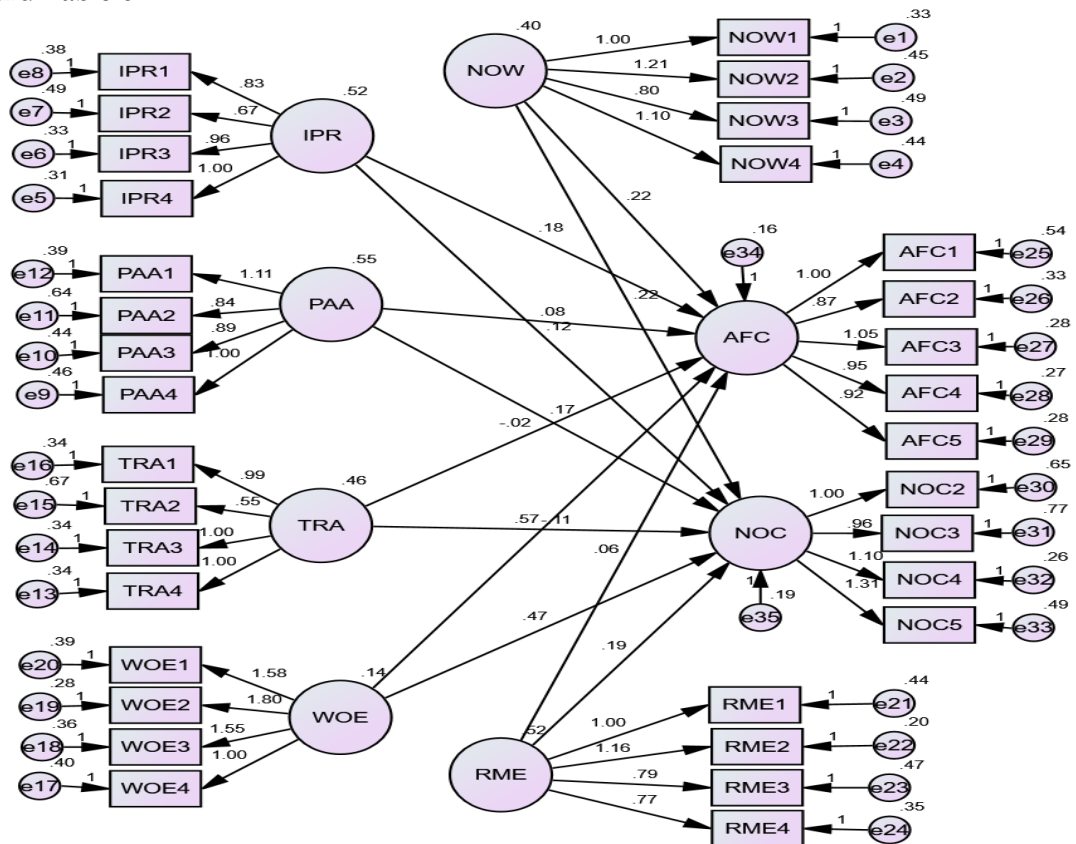 .38
e8
1
IPR1
.83
.49
e7
1
IPR2
.67
.33
e6
1
IPR3
.96
.31
e5
1
IPR4
1.00
.52
IPR
.39
e12
1
PAA1
1.11
.64
e11
1
PAA2
.84
.44
e10
1
PAA3
.89
.46
e9
1
PAA4
1.00
.55
PAA
.34
e16
1
TRA1
.99
.67
e15
1
TRA2
.55
.34
e14
1
TRA3
1.00
.34
e13
1
TRA4
1.00
.46
TRA
.39
e20
1
WOE1
1.58
.28
e19
1
WOE2
1.80
.36
e18
1
WOE3
1.55
.40
e17
1
WOE4
1.00
.14
WOE
.40
NOW
1.00
NOW1
1
.33
e1
1.21
NOW2
1
.45
e2
.80
NOW3
1
.49
e3
1.10
NOW4
1
.44
e4
.22
.18
.22
.08
.12
.17
-.02
.57
-.11
.06
.47
.19
.16
e34
1
AFC
1.00
AFC1
1
.54
e25
.87
AFC2
1
.33
e26
1.05
AFC3
1
.28
e27
.95
AFC4
1
.27
e28
.92
AFC5
1
.28
e29
NOC
1
.19
e35
1.00
NOC2
1
.65
e30
.96
NOC3
1
.77
e31
1.10
NOC4
1
.26
e32
1.31
NOC5
1
.49
e33
.52
RME
1.00
RME1
1
.44
e21
1.16
RME2
1
.20
e22
.79
RME3
1
.47
e23
.77
RME4
1
.35
e24